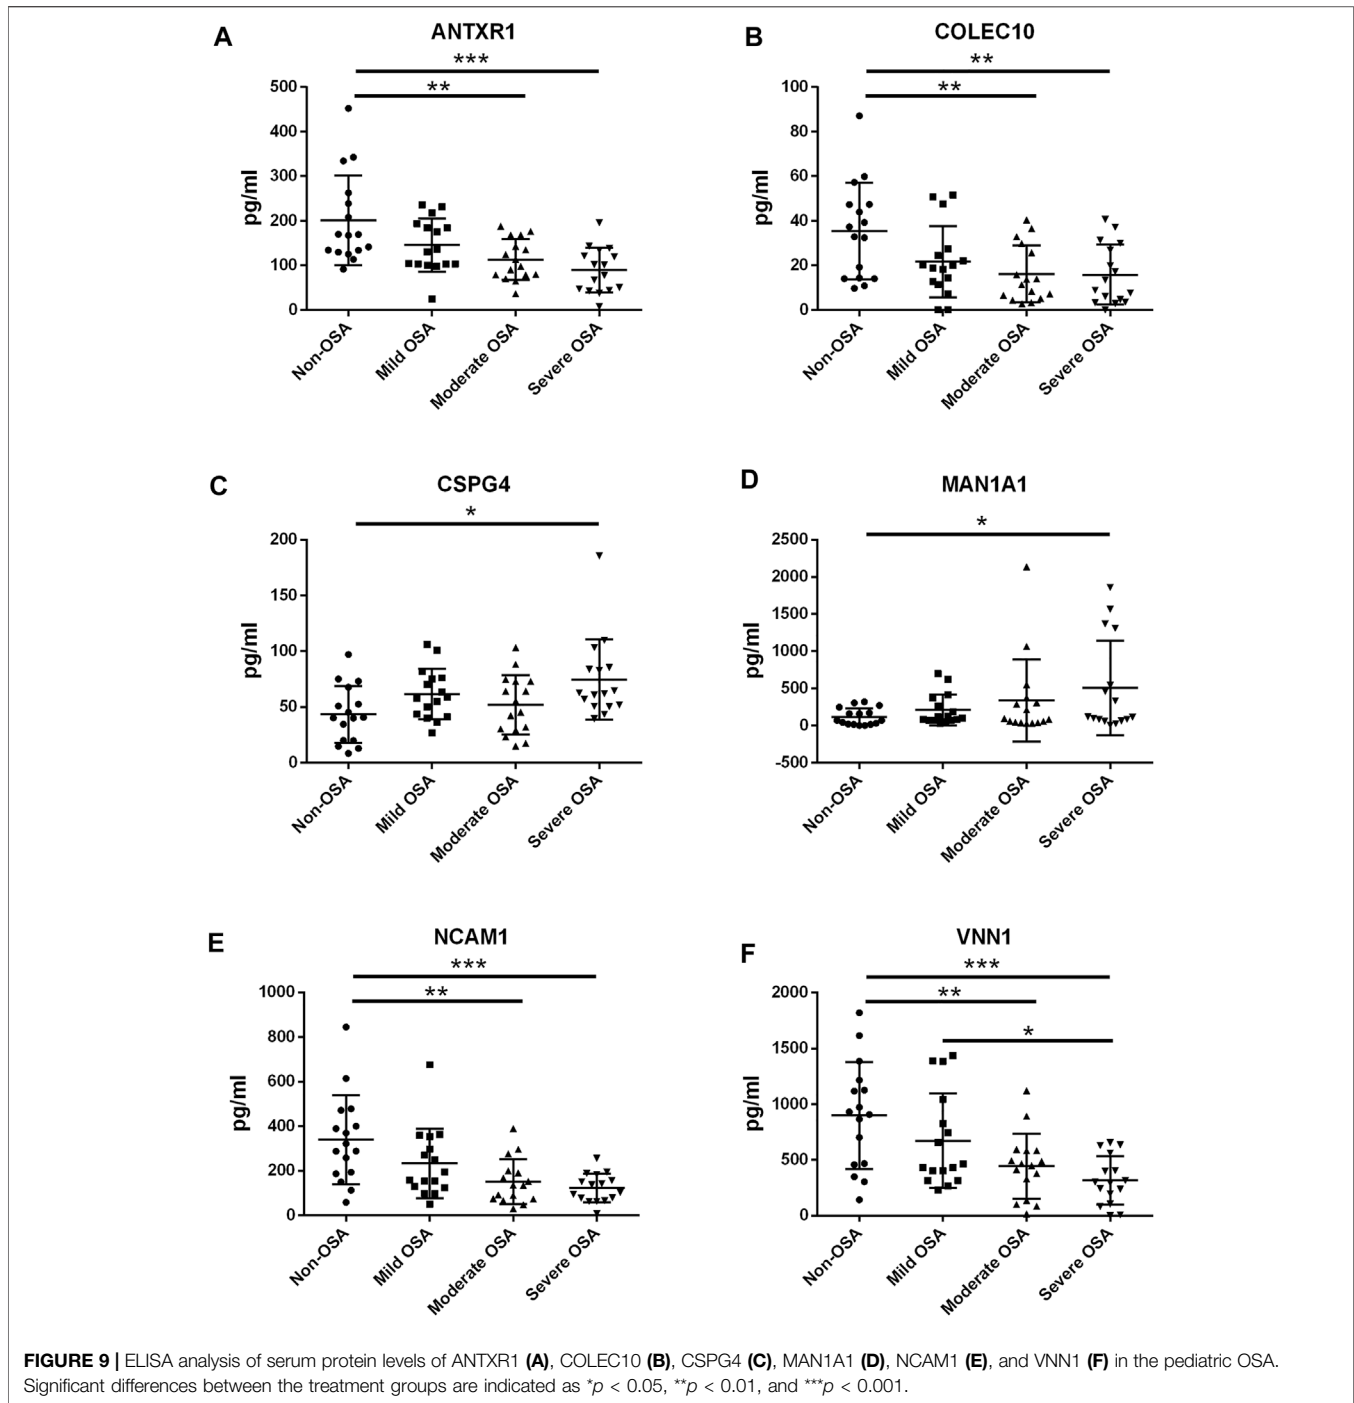 A
ANTXR1
***
**
pg/ml
500
400
300
200
100
0
Non-OSA
Mild OSA
Moderate OSA
Severe OSA
B
COLEC10
**
**
pg/ml
100
80
60
40
20
0
Non-OSA
Mild OSA
Moderate OSA
Severe OSA
C
CSPG4
*
pg/ml
200
150
100
50
0
Non-OSA
Mild OSA
Moderate OSA
Severe OSA
D
MAN1A1
*
pg/ml
2500
2000
1500
1000
500
0
-500
Non-OSA
Mild OSA
Moderate OSA
Severe OSA
E
NCAM1
***
**
pg/ml
1000
800
600
400
200
0
Non-OSA
Mild OSA
Moderate OSA
Severe OSA
F
VNN1
***
**
*
pg/ml
2000
1500
1000
500
0
Non-OSA
Mild OSA
Moderate OSA
Severe OSA
FIGURE 9 | ELISA analysis of serum protein levels of ANTXR1 (A), COLEC10 (B), CSPG4 (C), MAN1A1 (D), NCAM1 (E), and VNN1 (F) in the pediatric OSA.
Significant differences between the treatment groups are indicated as *p < 0.05, **p < 0.01, and ***p < 0.001.